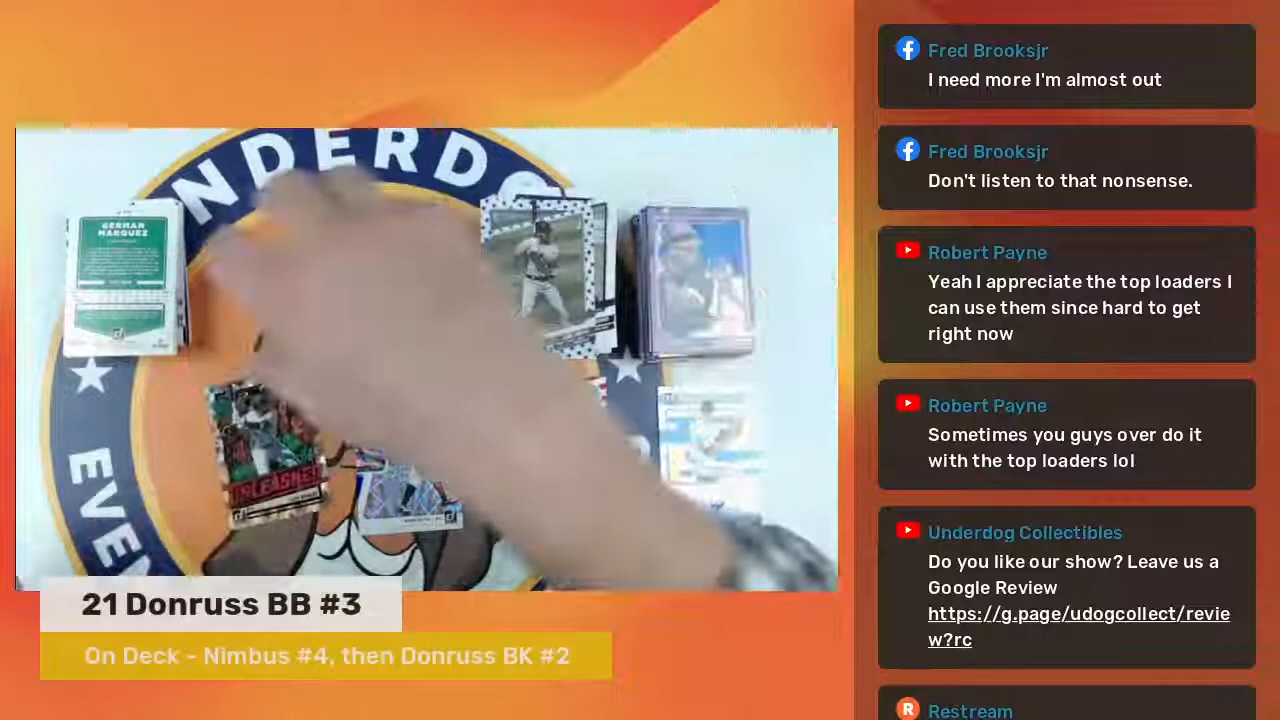 NDERDO
GERMAN
MARQUEZ
UNLEASHED
EVEN
21 Donruss BB #3
On Deck - Nimbus #4, then Donruss BK #2
Fred Brooksjr
I need more I'm almost out
Fred Brooksjr
Don't listen to that nonsense.
Robert Payne
Yeah I appreciate the top loaders I
can use them since hard to get
right now
Robert Payne
Sometimes you guys over do it
with the top loaders lol
Underdog Collectibles
Do you like our show? Leave us a
Google Review
https://g.page/udogcollect/revie
w?rc
R
Restream